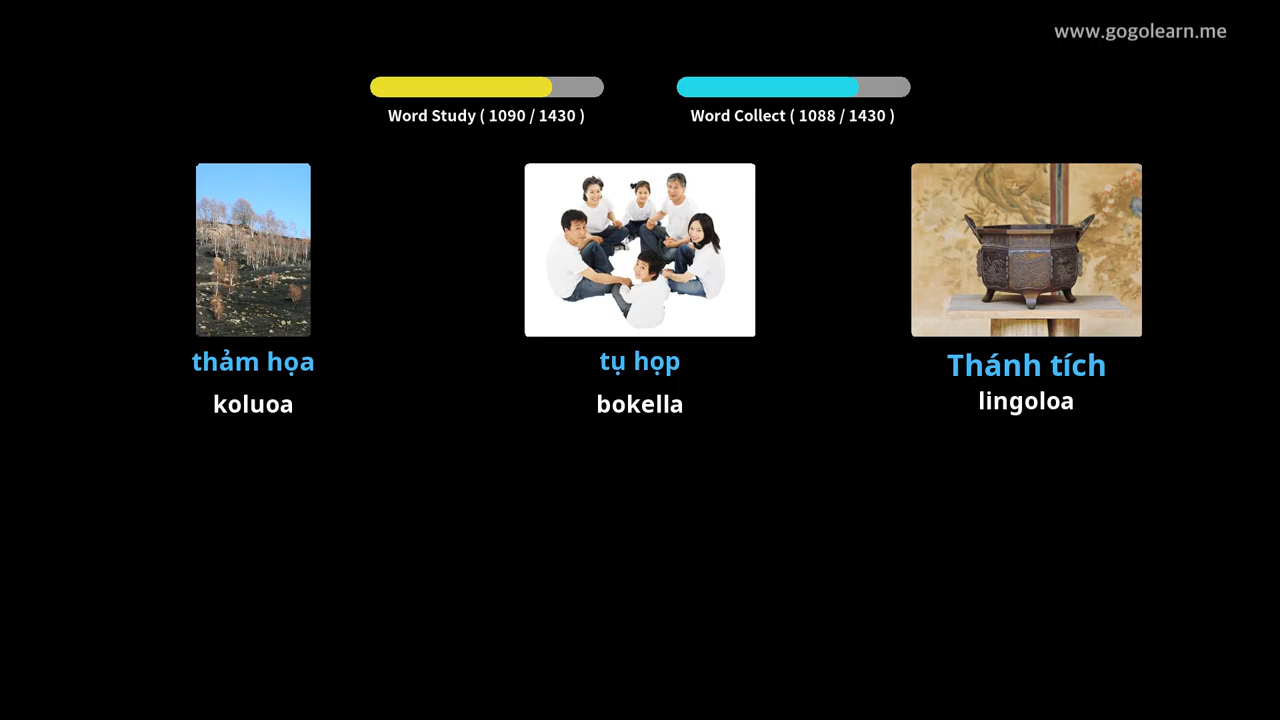 www.gogolearn.me
Word Study ( 1090 / 1430 )
Word Collect ( 1088 / 1430 )
thảm họa
tụ họp
Thánh tích
koluoa
bokella
lingoloa